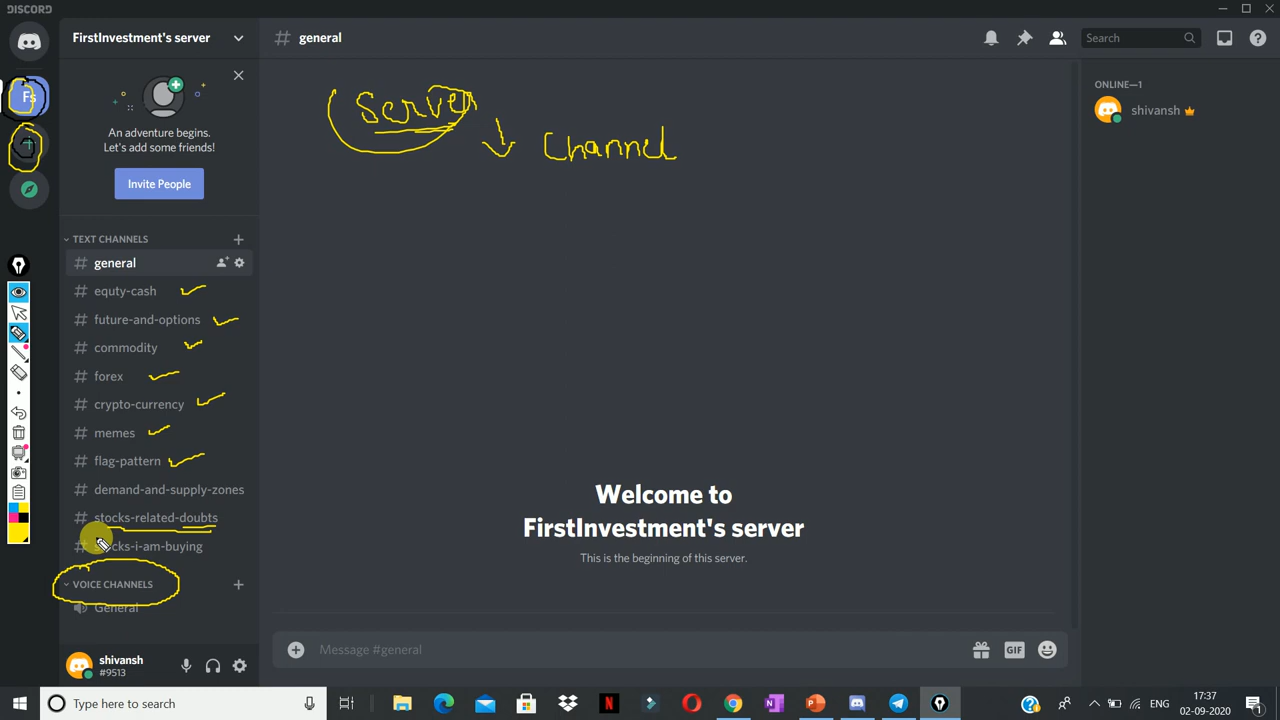 DISCORD
FirstInvestment's server
# general
Search
Fs
An adventure begins.
Let's add some friends!
Invite People
Server
Channel
ONLINE—1
shivansh
TEXT CHANNELS
# general
# equty-cash
# future-and-options
# commodity
# forex
# crypto-currency
# memes
# flag-pattern
# demand-and-supply-zones
# stocks-related-doubts
# stocks-i-am-buying
VOICE CHANNELS
General
Welcome to
FirstInvestment's server
This is the beginning of this server.
shivansh
#9513
Message #general
GIF
Type here to search
ENG
17:37
02-09-2020